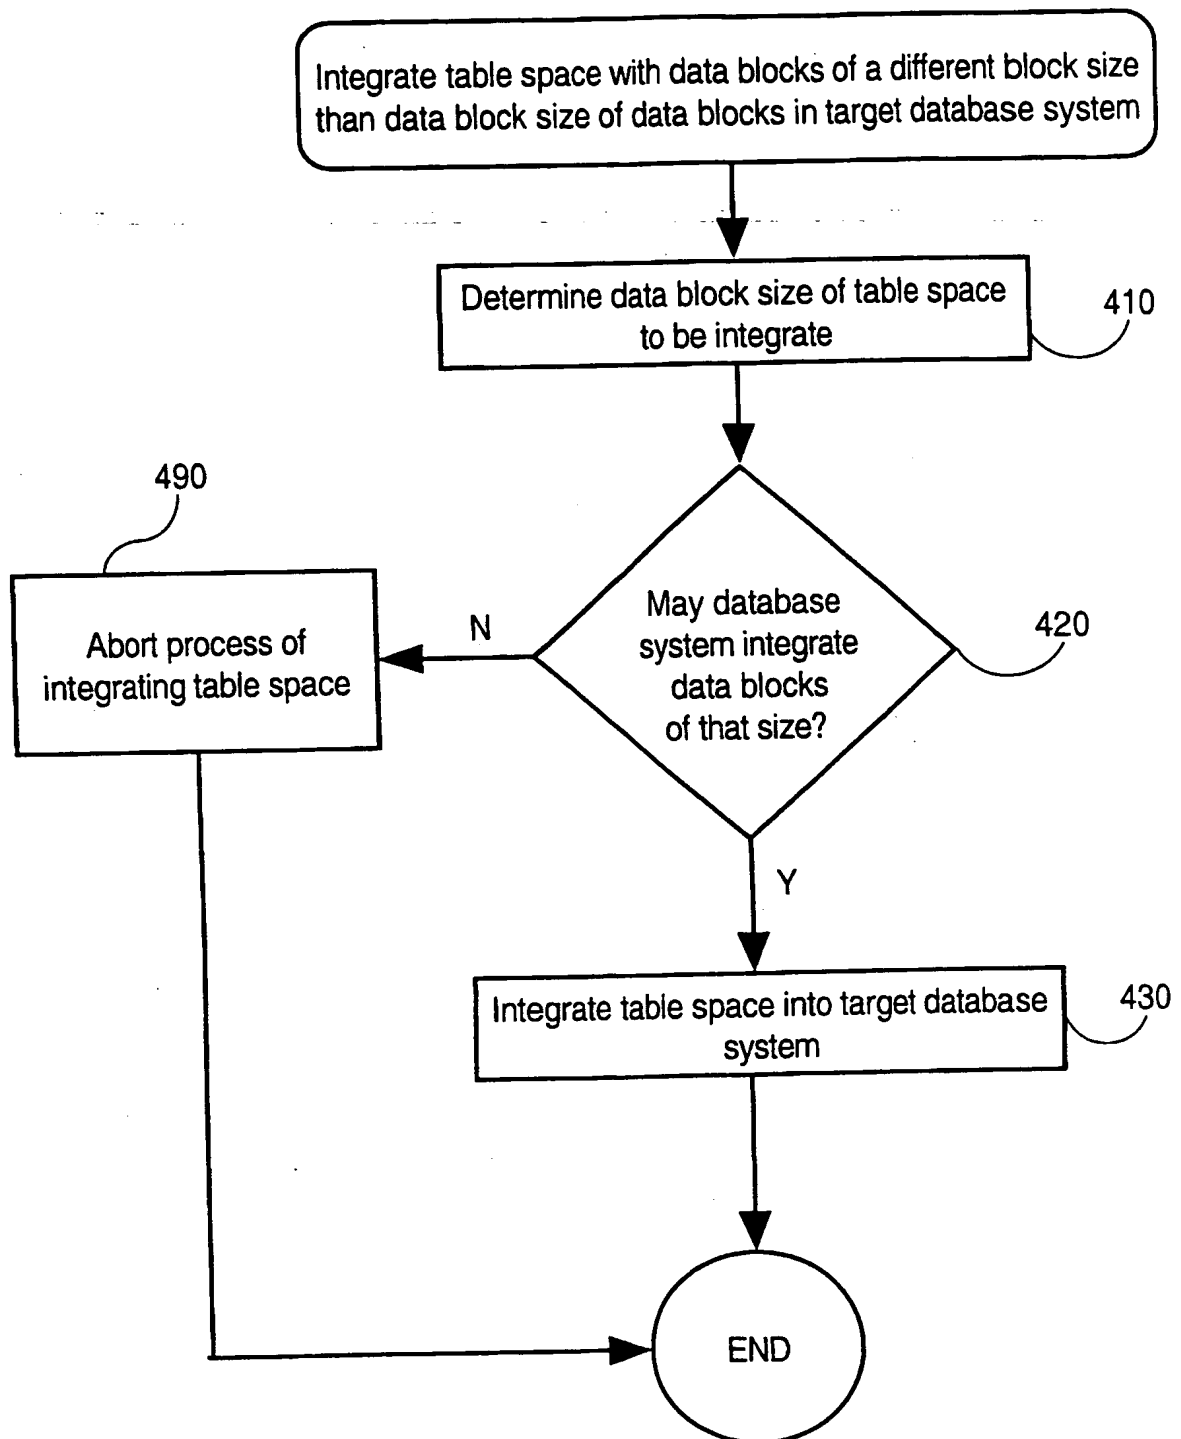 Integrate table space with data blocks of a different block size
than data block size of data blocks in target database system
Determine data block size of table space
to be integrate
410
490
May database
system integrate
data blocks
of that size?
420
N
Abort process of
integrating table space
Y
Integrate table space into target database
system
430
END